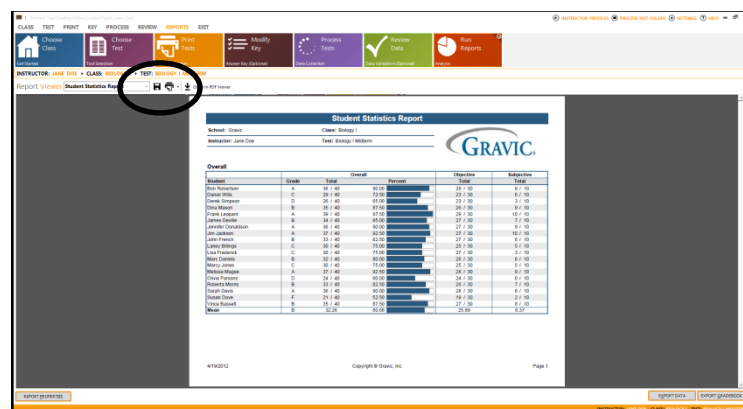 CLASS TEST PRINT KEY PROCESS REVIEW REPORTS EXIT
INSTRUCTOR PROFILES PROCESS HOT FOLDER SETTINGS HELP
Choose Class
Get Started
Choose Test
Test Selection
Print Tests
Modify Key
Answer Key (Optional)
Process Tests
Data Collection
Review Data
Data Validation (Optional)
Run Reports
Analysis
INSTRUCTOR: JANE DOE CLASS: TEST: BIOLOGY I
Report Viewer Student Statistics PDF Viewer
Student Statistics Report
School: Gravic Class: Biology I
Instructor: Jane Doe Test: Biology I Midterm
GRAVIC
Overall
Overall Objective Subjective
Student Grade Total Percent Total Total
Bob Robertson A 36 / 40 90.00 28 / 30 8 / 10
Daniel Wills C 29 / 40 72.50 23 / 30 6 / 10
Derek Simpson D 26 / 40 65.00 23 / 30 3 / 10
Dina Mason B 35 / 40 87.50 26 / 30 9 / 10
Frank Leopard A 39 / 40 97.50 29 / 30 10 / 10
James Deville B 34 / 40 85.00 27 / 30 7 / 10
Jennifer Donaldson A 36 / 40 90.00 27 / 30 9 / 10
Jim Jackson A 37 / 40 92.50 27 / 30 10 / 10
John French B 33 / 40 82.50 27 / 30 6 / 10
Laney Billings C 30 / 40 75.00 25 / 30 5 / 10
Lisa Frederick C 30 / 40 75.00 27 / 30 3 / 10
Marc Daniels B 32 / 40 80.00 26 / 30 6 / 10
Marcy Jones C 30 / 40 75.00 25 / 30 5 / 10
Melissa Magee A 37 / 40 92.50 28 / 30 9 / 10
Olivia Parsons D 24 / 40 60.00 24 / 30 0 / 10
Roberta Morris B 33 / 40 82.50 26 / 30 7 / 10
Sarah Davis A 36 / 40 90.00 28 / 30 8 / 10
Susan Dove F 21 / 40 52.50 19 / 30 2 / 10
Vince Bassett B 35 / 40 87.50 27 / 30 8 / 10
Mean B 32.26 80.66 25.89 6.37
4/19/2012 Copyright © Gravic, Inc. Page 1
REPORT PROPERTIES EXPORT DATA EXPORT GRADEBOOK